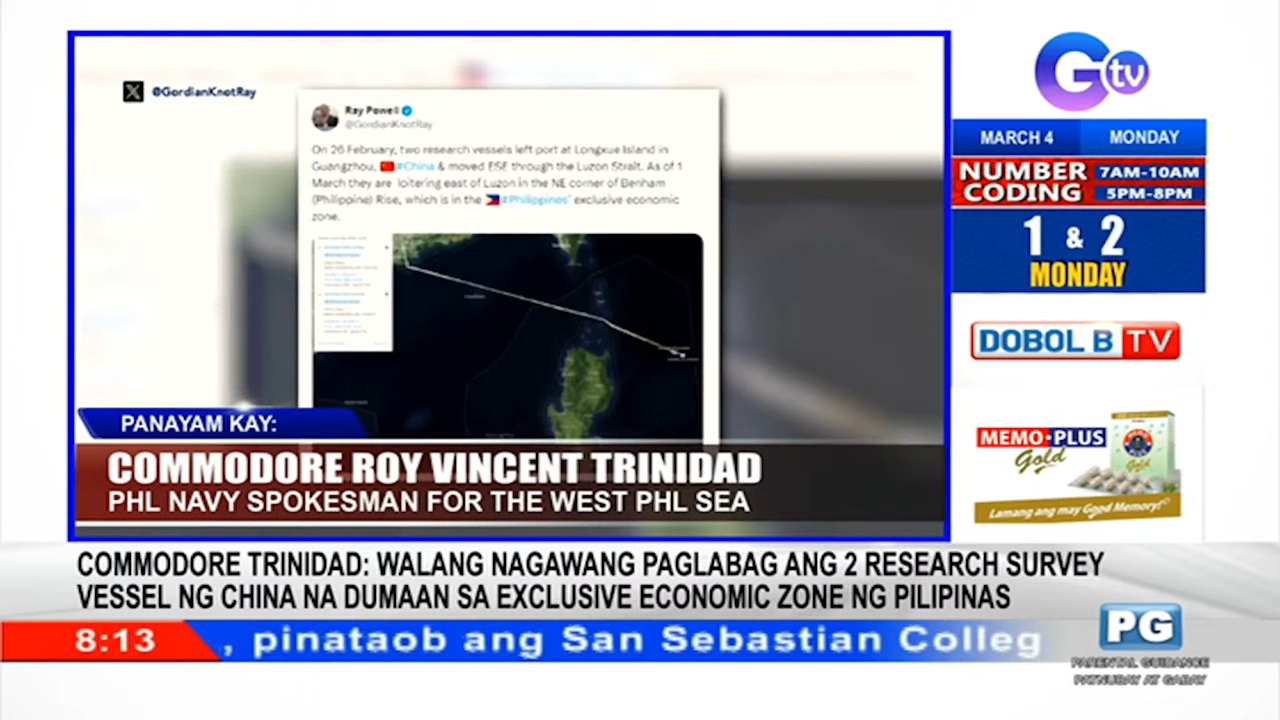 @GordianKnotRay
Ray Powell
@GordianKnotRay
On 26 February, two research vessels left port at Longxue Island in
Guangzhou, #China & moved ESE through the Luzon Strait. As of 1
March they are loitering east of Luzon in the NE corner of Benham
(Philippine) Rise, which is in the #Philippines' exclusive economic
zone.
PANAYAM KAY:
COMMODORE ROY VINCENT TRINIDAD
PHL NAVY SPOKESMAN FOR THE WEST PHL SEA
COMMODORE TRINIDAD: WALANG NAGAWANG PAGLABAG ANG 2 RESEARCH SURVEY
VESSEL NG CHINA NA DUMAAN SA EXCLUSIVE ECONOMIC ZONE NG PILIPINAS
8:13
, pinataob ang San Sebastian Colleg
Gtv
MARCH 4 MONDAY
NUMBER CODING
7AM-10AM
5PM-8PM
1 & 2
MONDAY
DOBOL B TV
MEMO-PLUS
Gold
Lamang ang may Good Memory!
PG
PARENTAL GUIDANCE
PATNUBAY AT GABAY